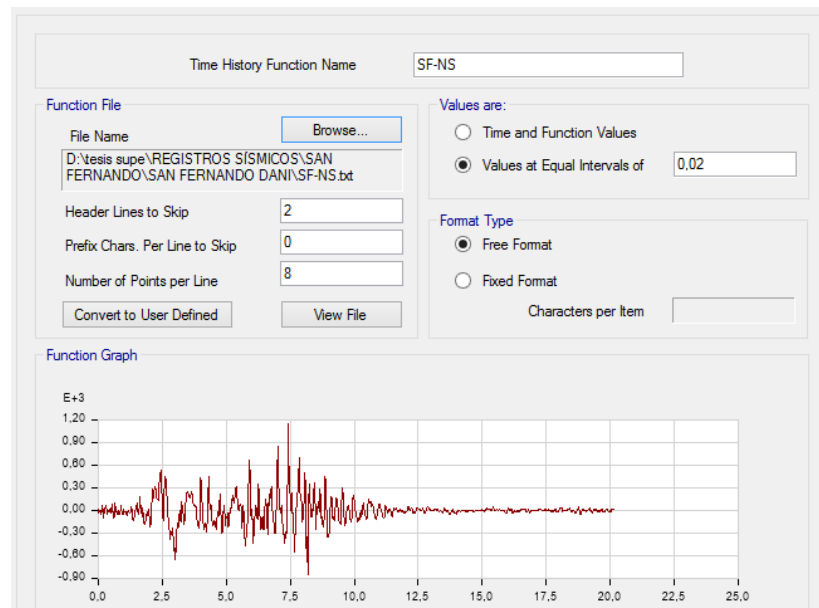 Time History Function Name
SF-NS
Function File
File Name
Browse...
D:\tesis supe\REGISTROS SÍSMICOS\SAN
FERNANDO\SAN FERNANDO DANI\SF-NS.txt
Header Lines to Skip
2
Prefix Chars. Per Line to Skip
0
Number of Points per Line
8
Convert to User Defined
View File
Values are:
Time and Function Values
Values at Equal Intervals of
0,02
Format Type
Free Format
Fixed Format
Characters per Item
Function Graph
E+3
1,20
0,90
0,60
0,30
0,00
-0,30
-0,60
-0,90
0,0 2,5 5,0 7,5 10,0 12,5 15,0 17,5 20,0 22,5 25,0